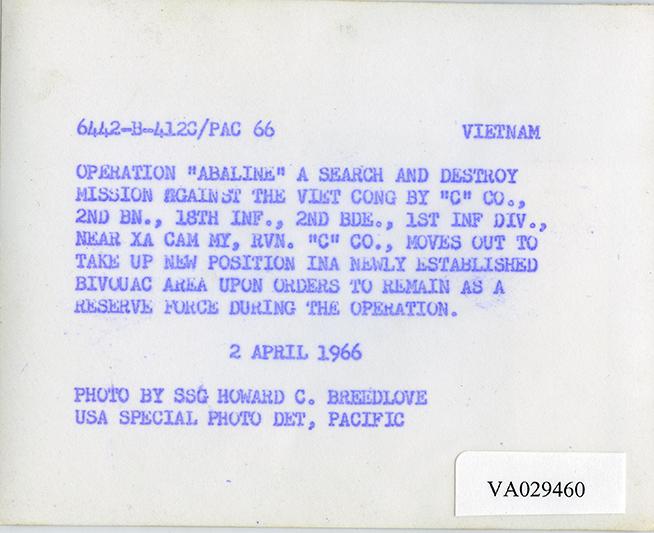 6442-B-412C/PAC 66 VIETNAM
OPERATION "ABALINE" A SEARCH AND DESTROY
MISSION AGAINST THE VIET CONG BY "C" CO.,
2ND BN., 18TH INF., 2ND BDE., 1ST INF DIV.,
NEAR XA CAM MY, RVN. "C" CO., MOVES OUT TO
TAKE UP NEW POSITION INA NEWLY ESTABLISHED
BIVOUAC AREA UPON ORDERS TO REMAIN AS A
RESERVE FORCE DURING THE OPERATION.
2 APRIL 1966
PHOTO BY SSG HOWARD C. BREEDLOVE
USA SPECIAL PHOTO DET, PACIFIC
VA029460